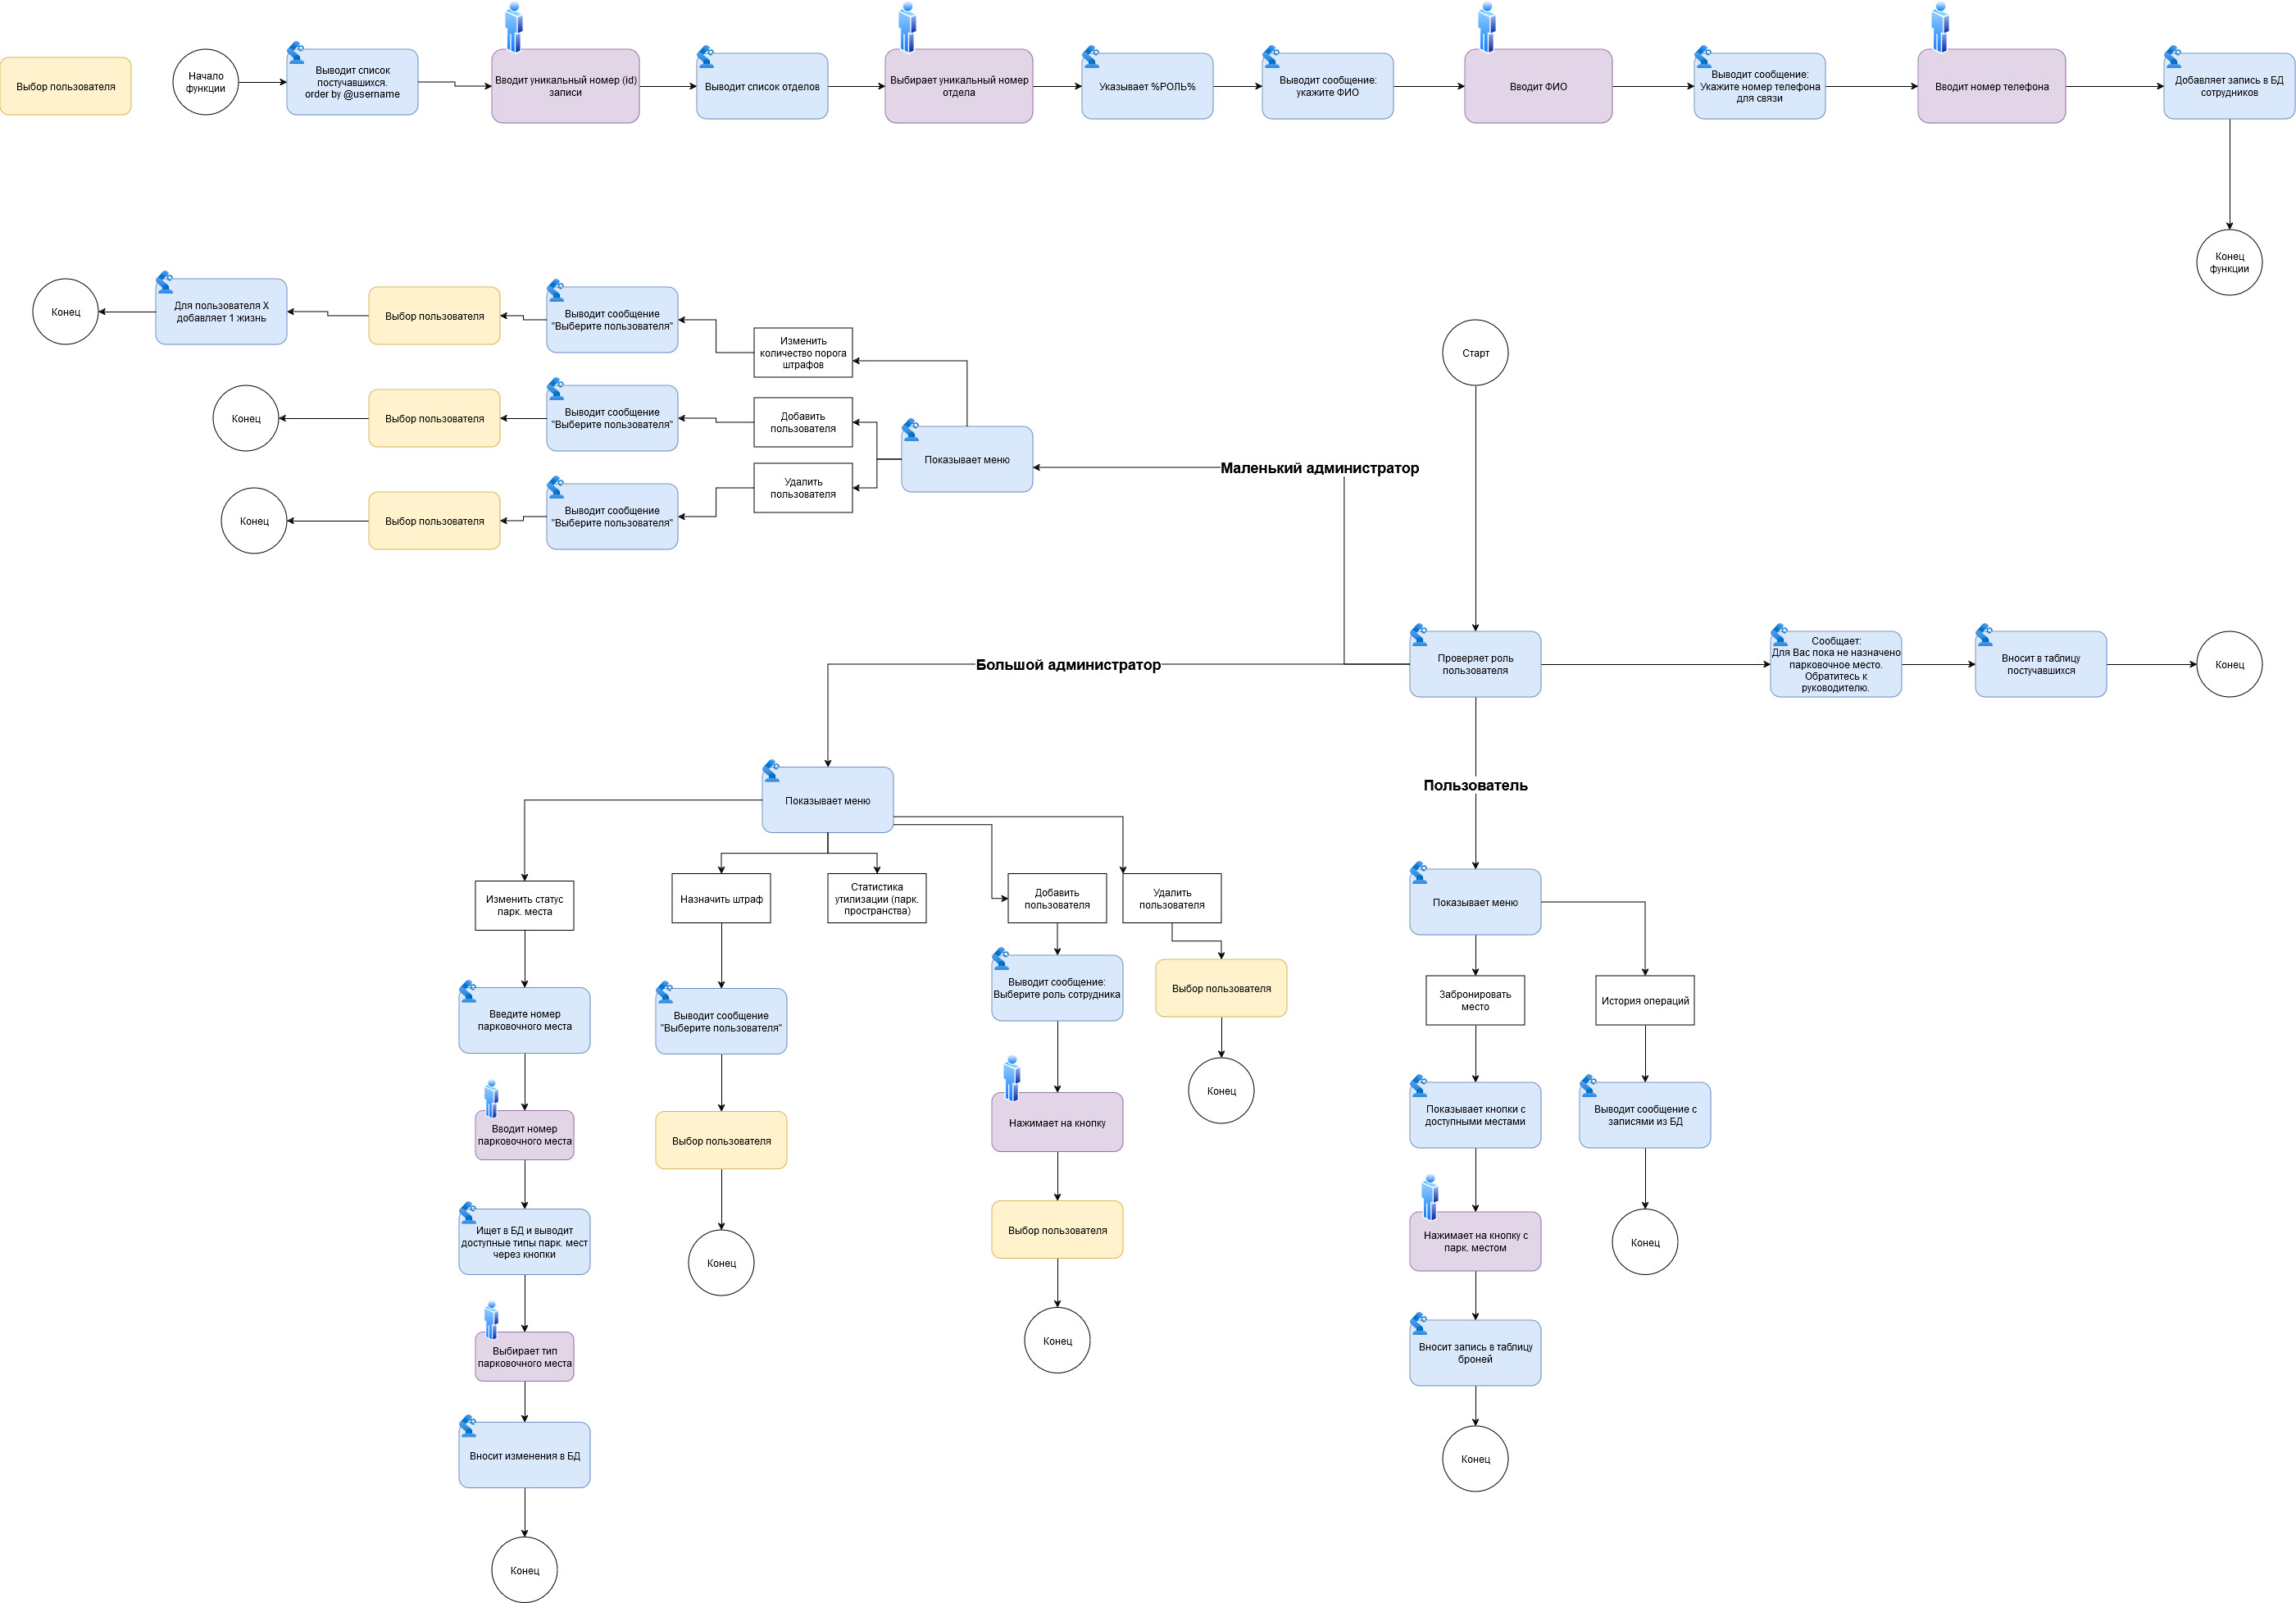 Выбор пользователя
Начало
функции
Выводит список
постучавшихся.
order by @username
Вводит уникальный номер (id)
записи
Выводит список отделов
Выбирает уникальный номер
отдела
Указывает %РОЛЬ%
Выводит сообщение:
укажите ФИО
Вводит ФИО
Выводит сообщение:
Укажите номер телефона
для связи
Вводит номер телефона
Добавляет запись в БД
сотрудников
Конец
функции
Конец
Для пользователя X
добавляет 1 жизнь
Выбор пользователя
Выводит сообщение
"Выберите пользователя"
Изменить
количество порога
штрафов
Старт
Конец
Выбор пользователя
Выводит сообщение
"Выберите пользователя"
Добавить
пользователя
Показывает меню
Маленький администратор
Конец
Выбор пользователя
Выводит сообщение
"Выберите пользователя"
Удалить
пользователя
Большой администратор
Проверяет роль
пользователя
Сообщает:
Для Вас пока не назначено
парковочное место.
Обратитесь к
руководителю.
Вносит в таблицу
постучавшихся
Конец
Показывает меню
Пользователь
Изменить статус
парк. места
Назначить штраф
Статистика
утилизации (парк.
пространства)
Добавить
пользователя
Удалить
пользователя
Показывает меню
Введите номер
парковочного места
Выводит сообщение
"Выберите пользователя"
Выводит сообщение:
Выберите роль сотрудника
Выбор пользователя
Забронировать
место
История операций
Вводит номер
парковочного места
Выбор пользователя
Нажимает на кнопку
Конец
Показывает кнопки с
доступными местами
Выводит сообщение с
записями из БД
Ищет в БД и выводит
доступные типы парк. мест
через кнопки
Конец
Выбор пользователя
Нажимает на кнопку с
парк. местом
Конец
Выбирает тип
парковочного места
Конец
Вносит запись в таблицу
броней
Вносит изменения в БД
Конец
Конец